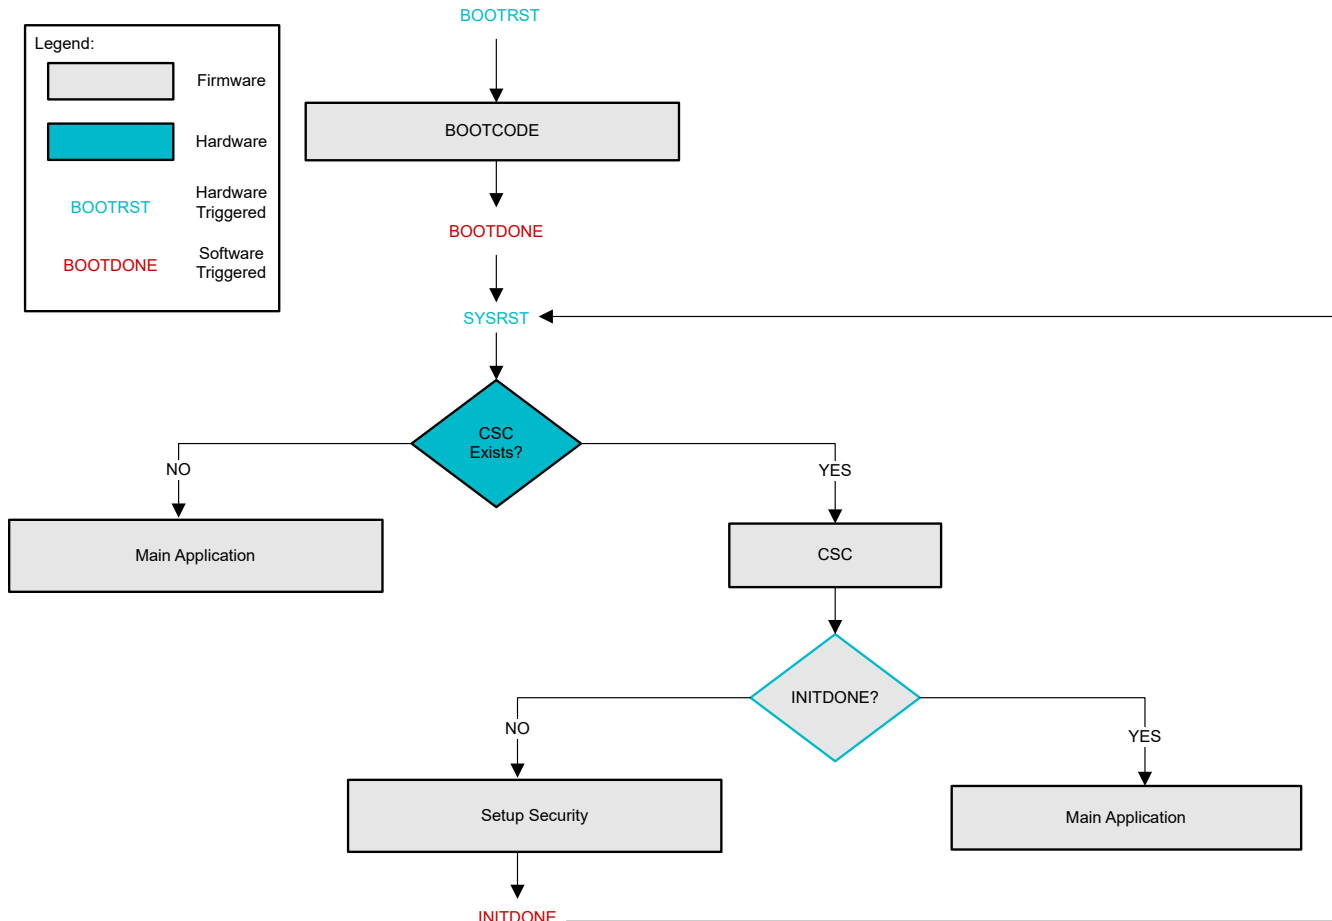 BOOTRST
Legend:
Firmware
Hardware
BOOTRST
Hardware
Triggered
BOOTDONE
Software
Triggered
BOOTCODE
BOOTDONE
SYSRST
CSC
Exists?
NO
YES
Main Application
CSC
INITDONE?
NO
YES
Setup Security
Main Application
INITDONE